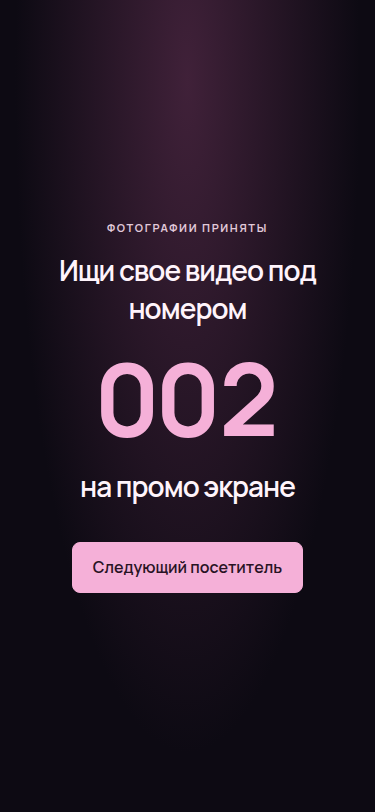 ФОТОГРАФИИ ПРИНЯТЫ
Ищи свое видео под
номером
002
на промо экране
Следующий посетитель